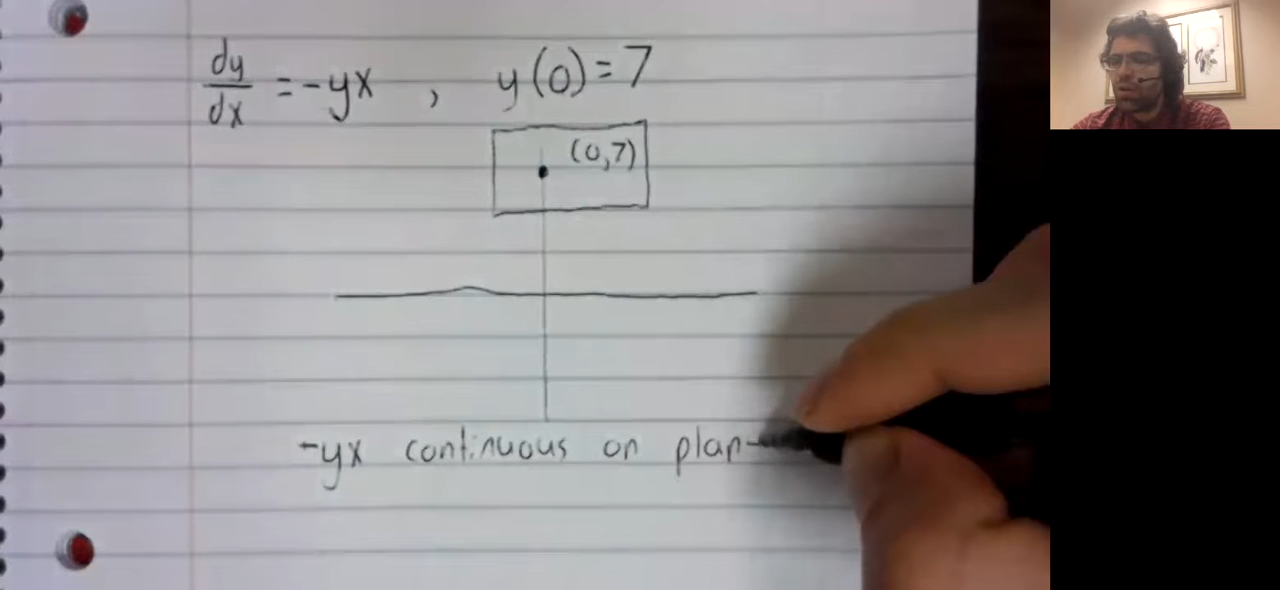 dy/dx = -yx , y(0)=7
(0,7)
-yx continuous on plan